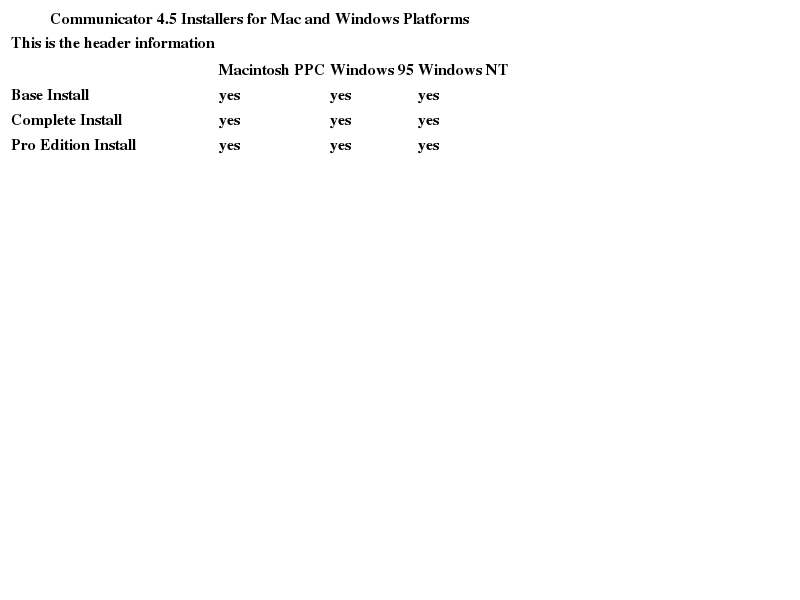 Communicator 4.5 Installers for Mac and Windows Platforms
This is the header information
Macintosh PPC Windows 95 Windows NT
Base Install yes yes yes
Complete Install yes yes yes
Pro Edition Install yes yes yes